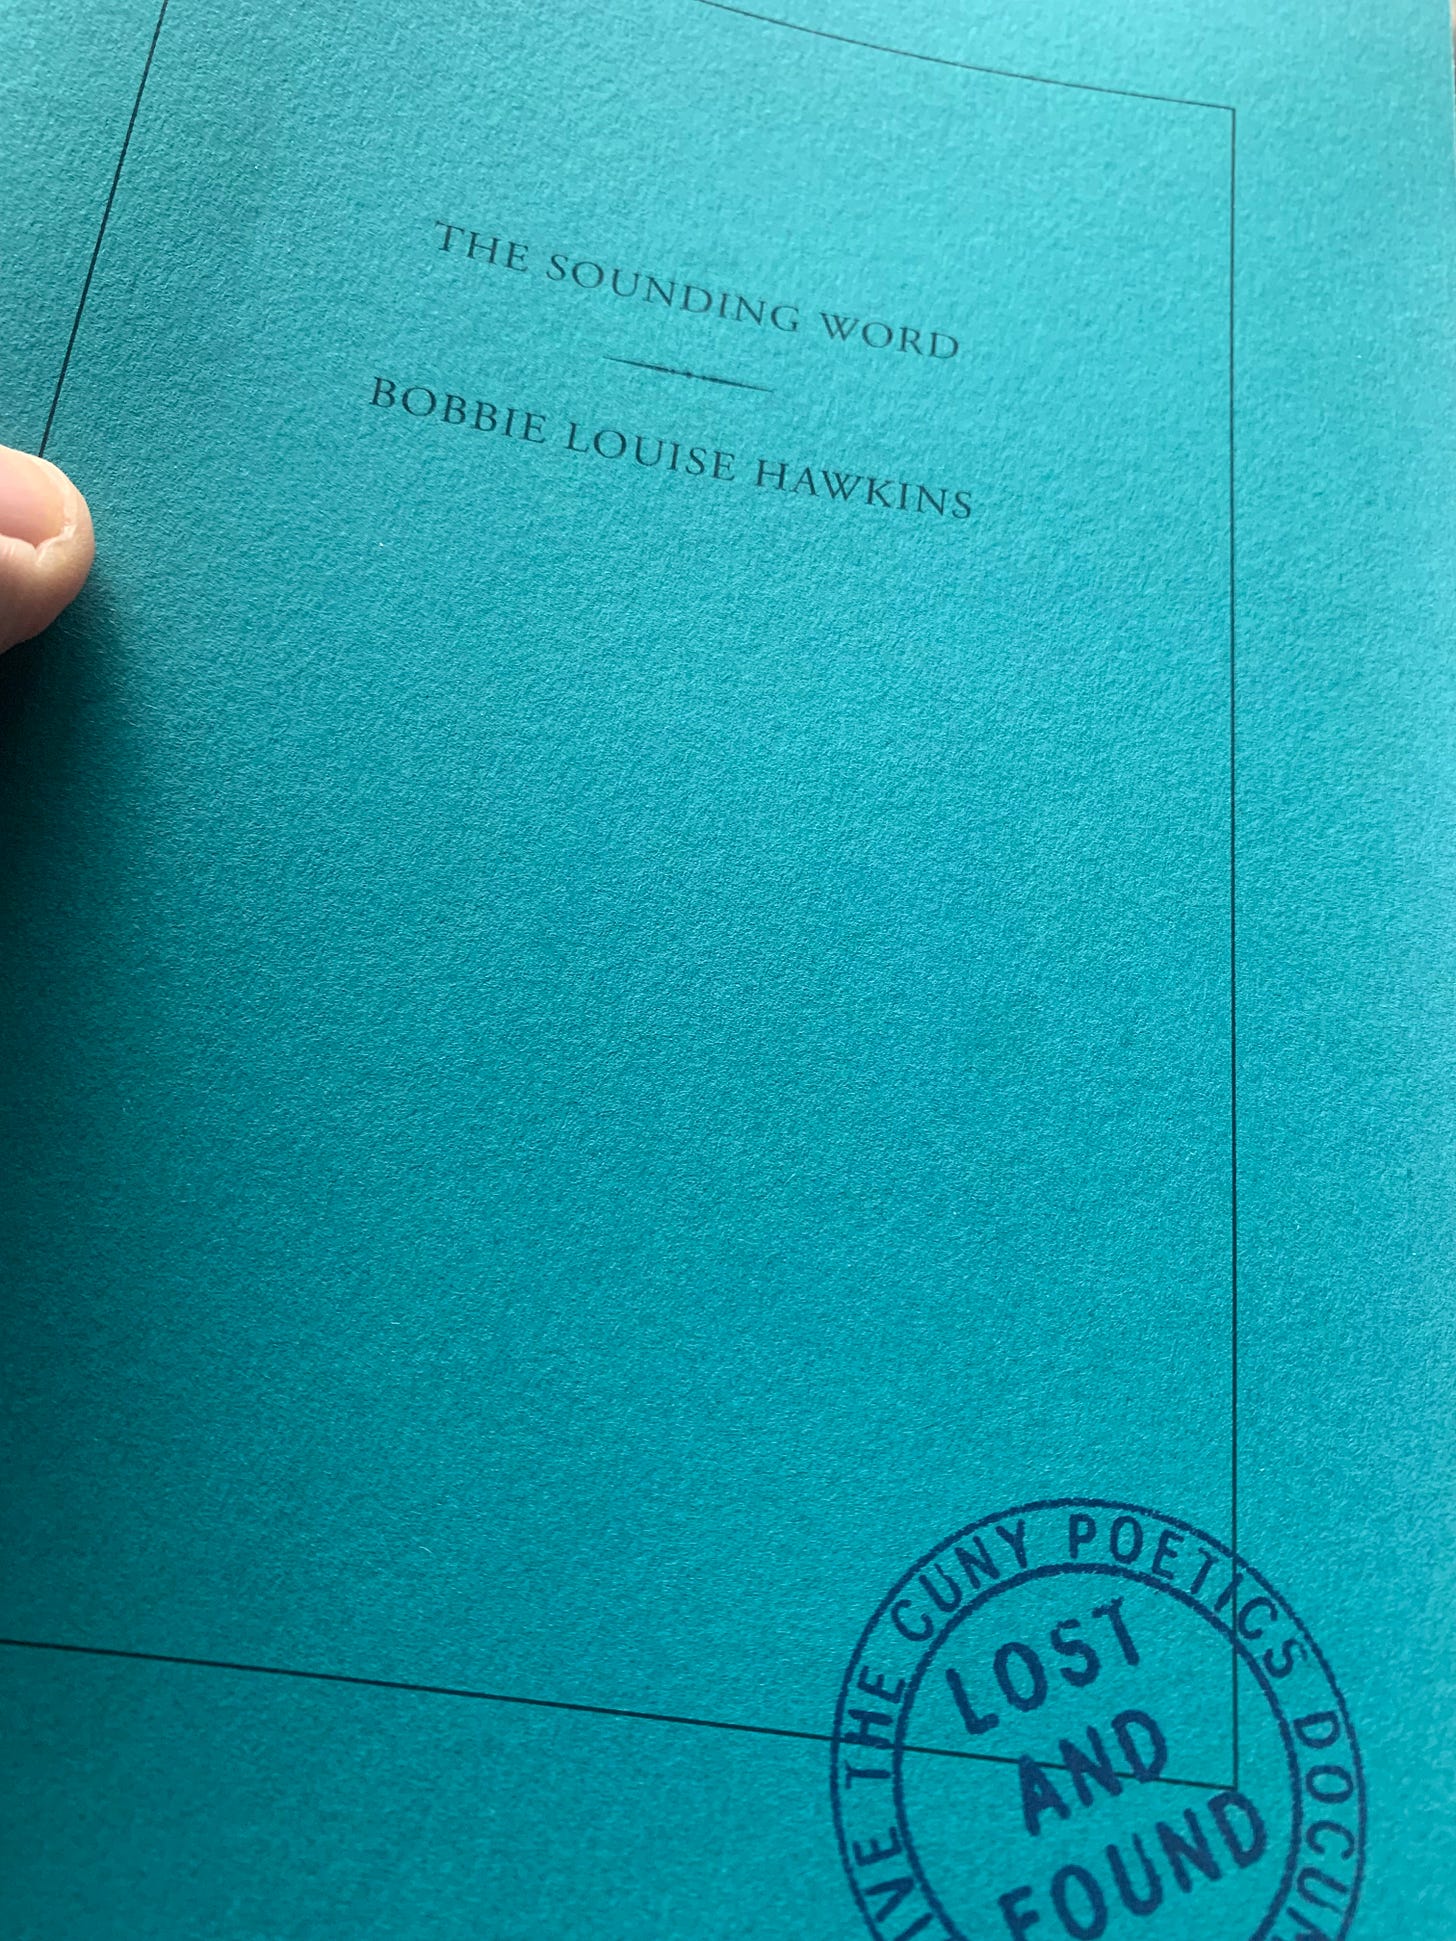 THE SOUNDING WORD
BOBBIE LOUISE HAWKINS
THE CUNY POETICS
LOST
AND
FOUND